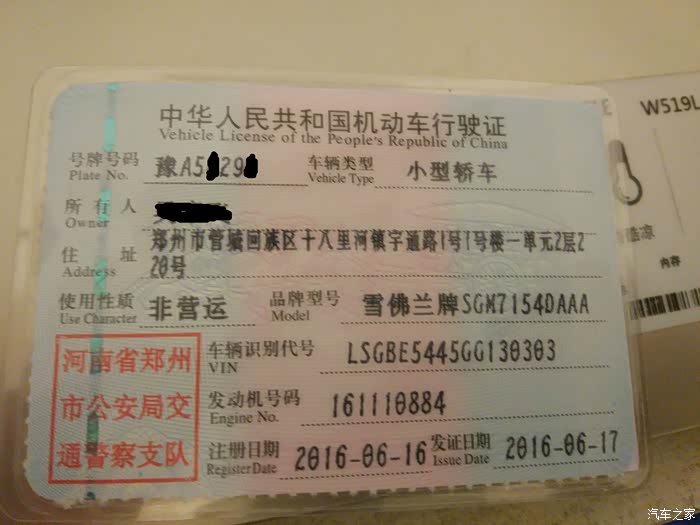 中华人民共和国机动车行驶证
Vehicle License of the People's Republic of China
号牌号码 豫A5 29 车辆类型 小型轿车
Plate No. Vehicle Type
所有人
Owner
住址 郑州市管城回族区十八里河镇宇通路1号1号楼一单元2层2
Address 20号
使用性质 非营运 品牌型号 雪佛兰牌SGM7154DAAA
Use Character Model
河南省郑州
市公安局交
通警察支队
车辆识别代号 LSGBE5445GG130303
VIN
发动机号码 161110884
Engine No.
注册日期 2016-06-16 发证日期 2016-06-17
Register Date Issue Date
W519L
酷凉
内容
汽车之家